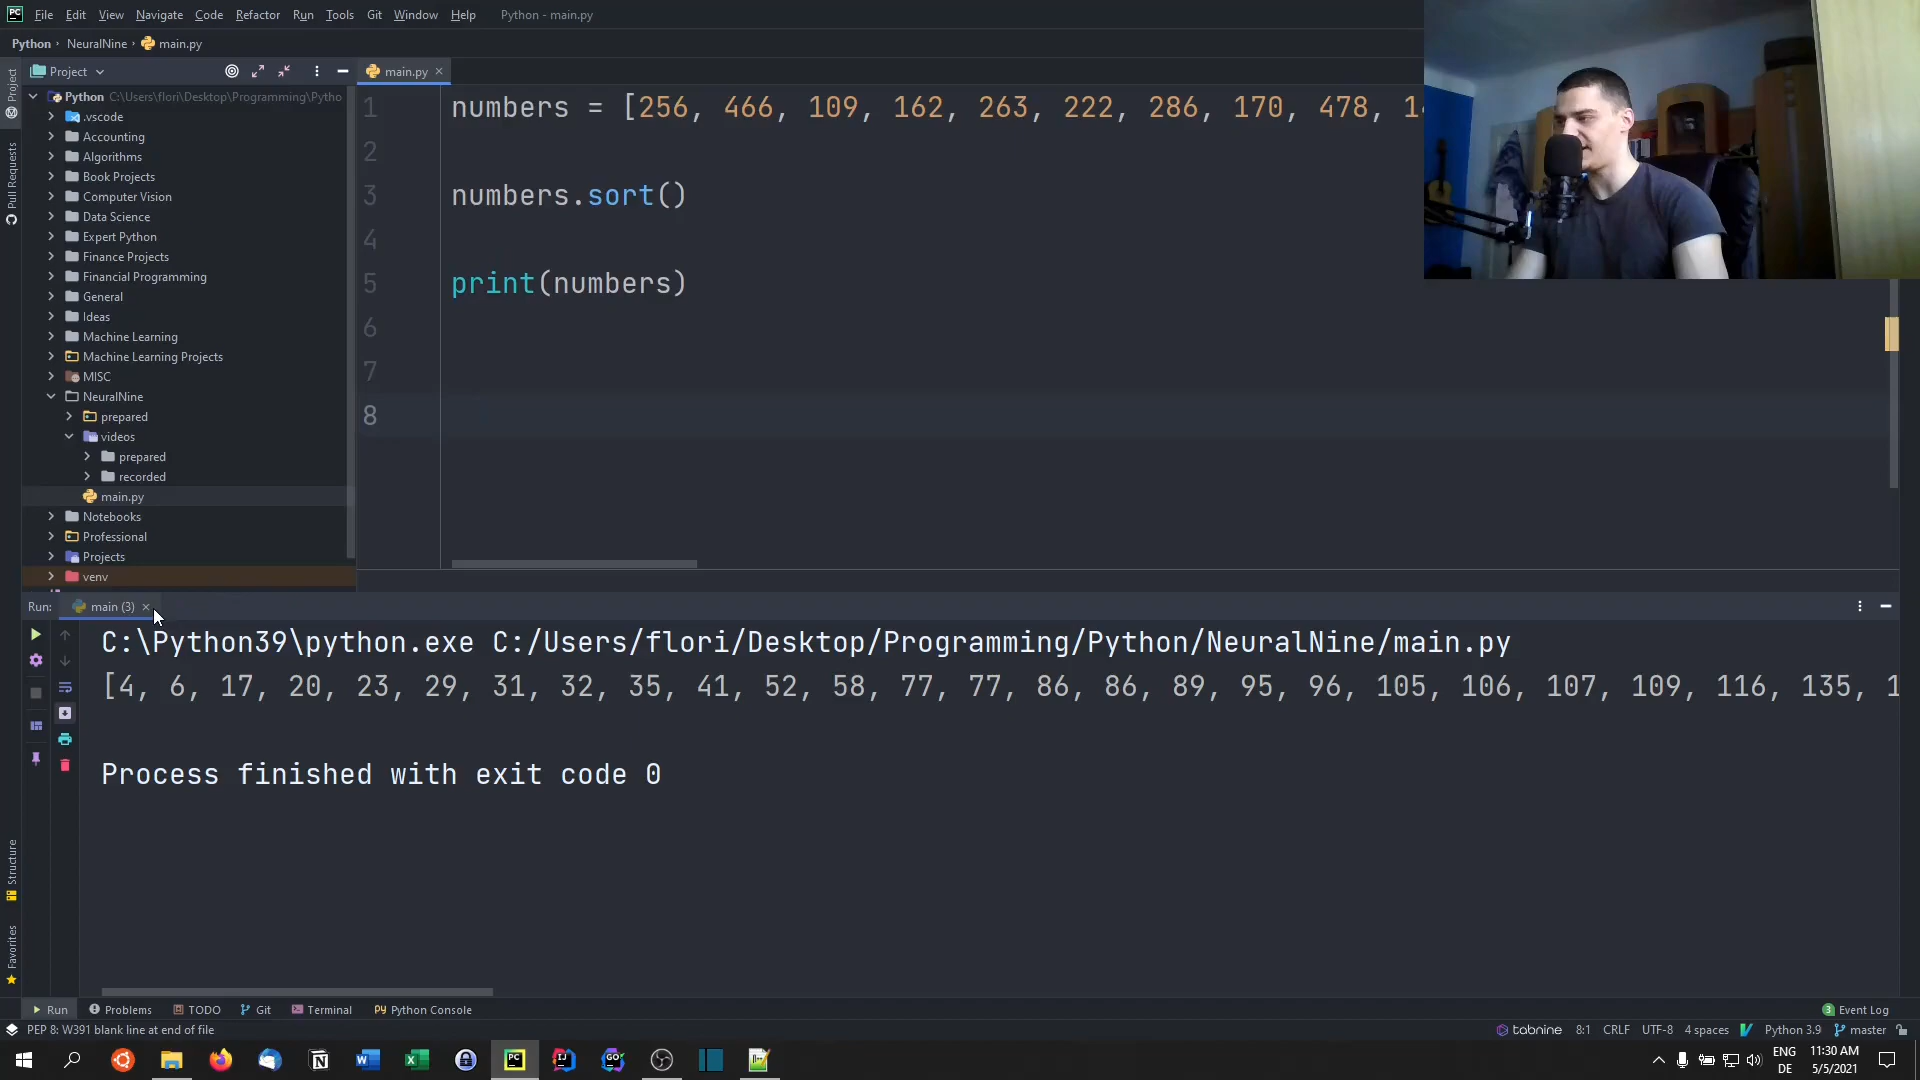 File Edit View Navigate Code Refactor Run Tools Git Window Help Python - main.py
Python NeuralNine main.py
Project
main.py
Python C:\Users\flori\Desktop\Programming\Pytho
.vscode
Accounting
Algorithms
Book Projects
Computer Vision
Data Science
Expert Python
Finance Projects
Financial Programming
General
Ideas
Machine Learning
Machine Learning Projects
MISC
NeuralNine
prepared
videos
prepared
recorded
main.py
Notebooks
Professional
Projects
venv
Project
Pull Requests
Structure
Favorites
1 numbers = [256, 466, 109, 162, 263, 222, 286, 170, 478, 1
2
3 numbers.sort()
4
5 print(numbers)
6
7
8
Run: main (3)
C:\Python39\python.exe C:/Users/flori/Desktop/Programming/Python/NeuralNine/main.py
[4, 6, 17, 20, 23, 29, 31, 32, 35, 41, 52, 58, 77, 77, 86, 86, 89, 95, 96, 105, 106, 107, 109, 116, 135, 1
Process finished with exit code 0
Run Problems TODO Git Terminal Python Console 3 Event Log
PEP 8: W391 blank line at end of file tabnine 8:1 CRLF UTF-8 4 spaces Python 3.9 master
ENG 11:30 AM
DE 5/5/2021